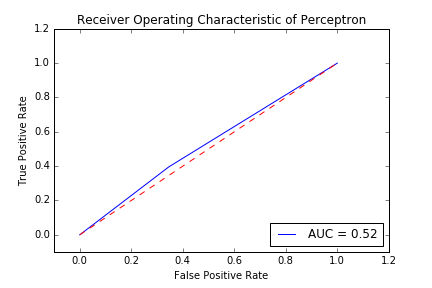 Receiver Operating Characteristic of Perceptron
1.2
1.0
0.8
0.6
0.4
0.2
0.0
True Positive Rate
AUC = 0.52
0.0 0.2 0.4 0.6 0.8 1.0 1.2
False Positive Rate